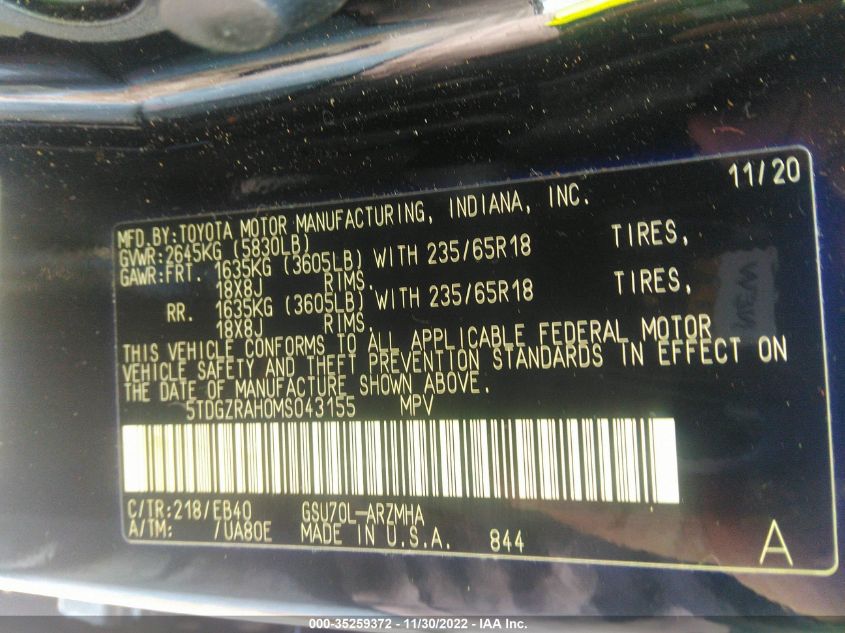 11/20
MFD.BY:TOYOTA MOTOR MANUFACTURING, INDIANA, INC.
GVWR:2645KG (5830LB)
GAWR:FRT. 1635KG (3605LB) WITH 235/65R18 TIRES,
18X8J RIMS,
RR. 1635KG (3605LB) WITH 235/65R18 TIRES,
18X8J RIMS,
THIS VEHICLE CONFORMS TO ALL APPLICABLE FEDERAL MOTOR
VEHICLE SAFETY AND THEFT PREVENTION STANDARDS IN EFFECT ON
THE DATE OF MANUFACTURE SHOWN ABOVE.
5TDGZRAH0MS043155 MPV
C/TR:218/EB40 GSU70L-ARZMHA
A/TM: /UA80E MADE IN U.S.A. 844
A
000-35259372 - 11/30/2022 - IAA Inc.